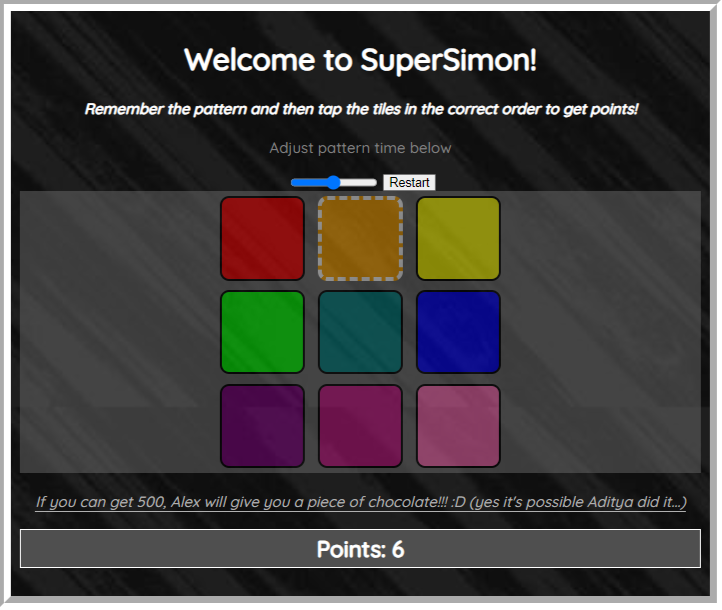 Welcome to SuperSimon!
Remember the pattern and then tap the tiles in the correct order to get points!
Adjust pattern time below
Restart
If you can get 500, Alex will give you a piece of chocolate!!! :D (yes it's possible Aditya did it...)
Points: 6